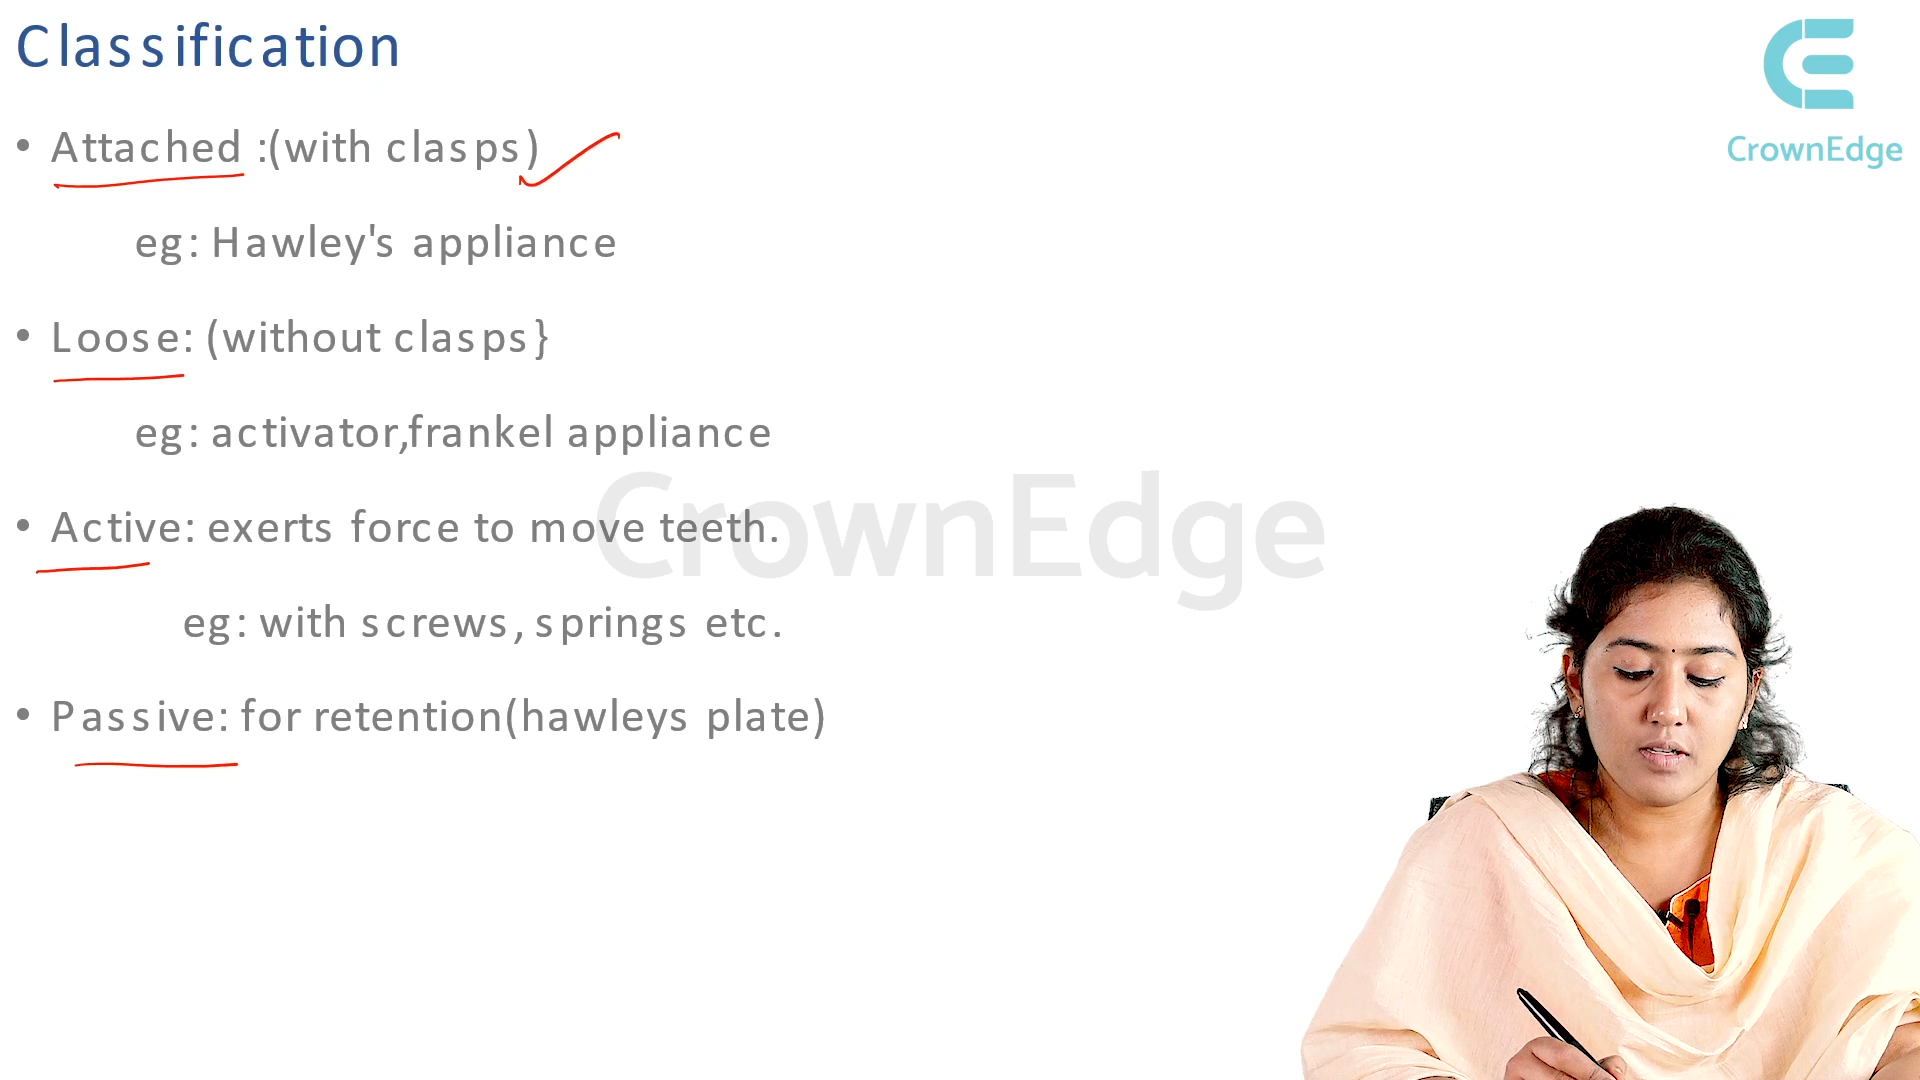 Classification
CrownEdge
• Attached :(with clasps)
eg: Hawley's appliance
• Loose: (without clasps}
eg: activator,frankel appliance
• Active: exerts force to move teeth.
CrownEdge
eg: with screws, springs etc.
• Passive: for retention(hawleys plate)